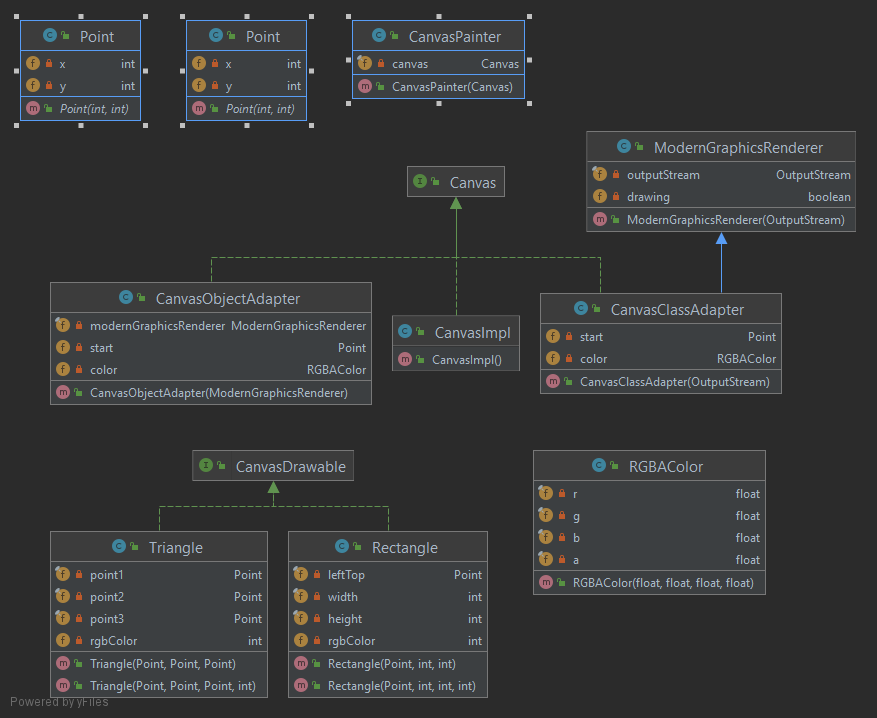 Point
x int
y int
Point(int, int)
Point
x int
y int
Point(int, int)
CanvasPainter
canvas Canvas
CanvasPainter(Canvas)
ModernGraphicsRenderer
outputStream OutputStream
drawing boolean
ModernGraphicsRenderer(OutputStream)
Canvas
CanvasObjectAdapter
modernGraphicsRenderer ModernGraphicsRenderer
start Point
color RGBAColor
CanvasObjectAdapter(ModernGraphicsRenderer)
CanvasImpl
CanvasImpl()
CanvasClassAdapter
start Point
color RGBAColor
CanvasClassAdapter(OutputStream)
CanvasDrawable
Triangle
point1 Point
point2 Point
point3 Point
rgbColor int
Triangle(Point, Point, Point)
Triangle(Point, Point, Point, int)
Rectangle
leftTop Point
width int
height int
rgbColor int
Rectangle(Point, int, int)
Rectangle(Point, int, int, int)
RGBAColor
r float
g float
b float
a float
RGBAColor(float, float, float, float)
Powered by yFiles